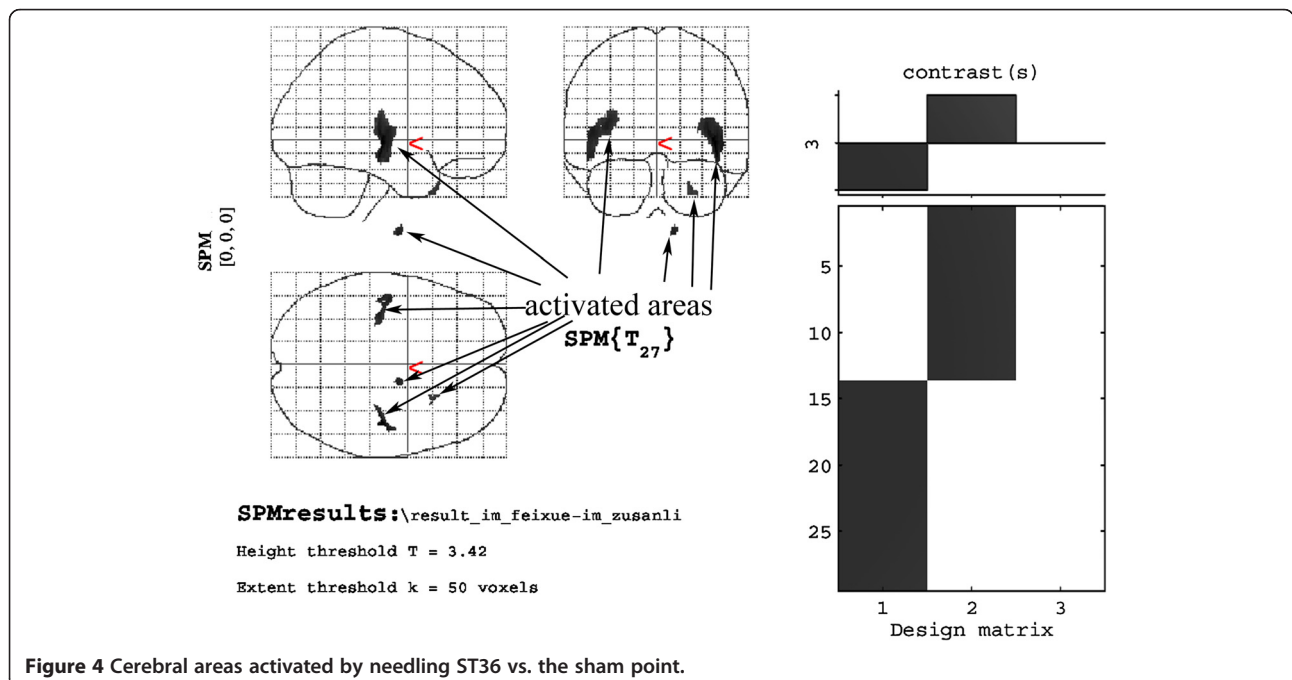 contrast(s)
3
SPM
[0, 0, 0]
<
<
<
activated areas
SPM{T27}
5
10
15
20
25
1 2 3
Design matrix
SPMresults:\result_im_feixue-im_zusanli
Height threshold T = 3.42
Extent threshold k = 50 voxels
Figure 4 Cerebral areas activated by needling ST36 vs. the sham point.